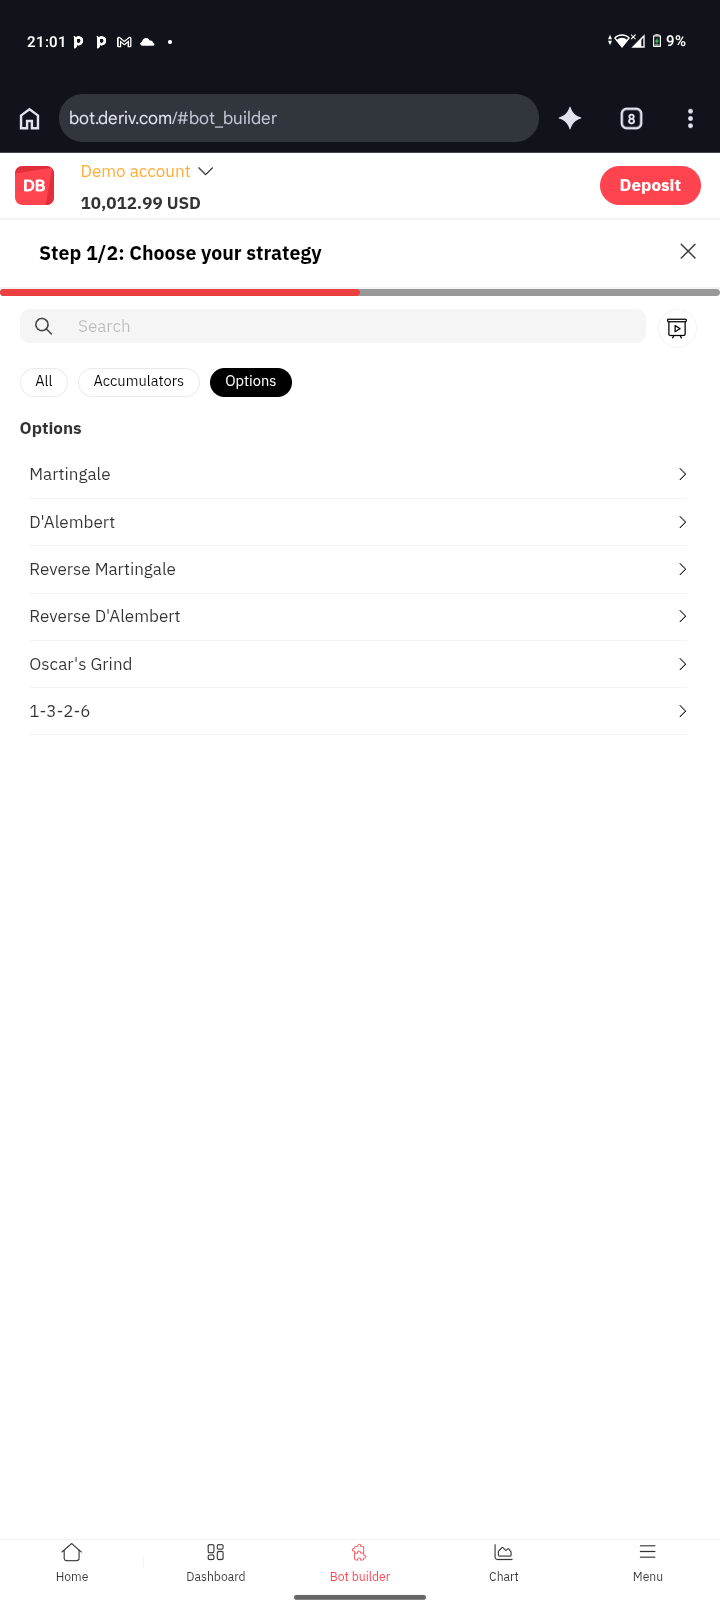 21:01
9%
bot.deriv.com/#bot_builder
8
DB
Demo account
10,012.99 USD
Deposit
Step 1/2: Choose your strategy
Search
All
Accumulators
Options
Options
Martingale
D'Alembert
Reverse Martingale
Reverse D'Alembert
Oscar's Grind
1-3-2-6
Home
Dashboard
Bot builder
Chart
Menu